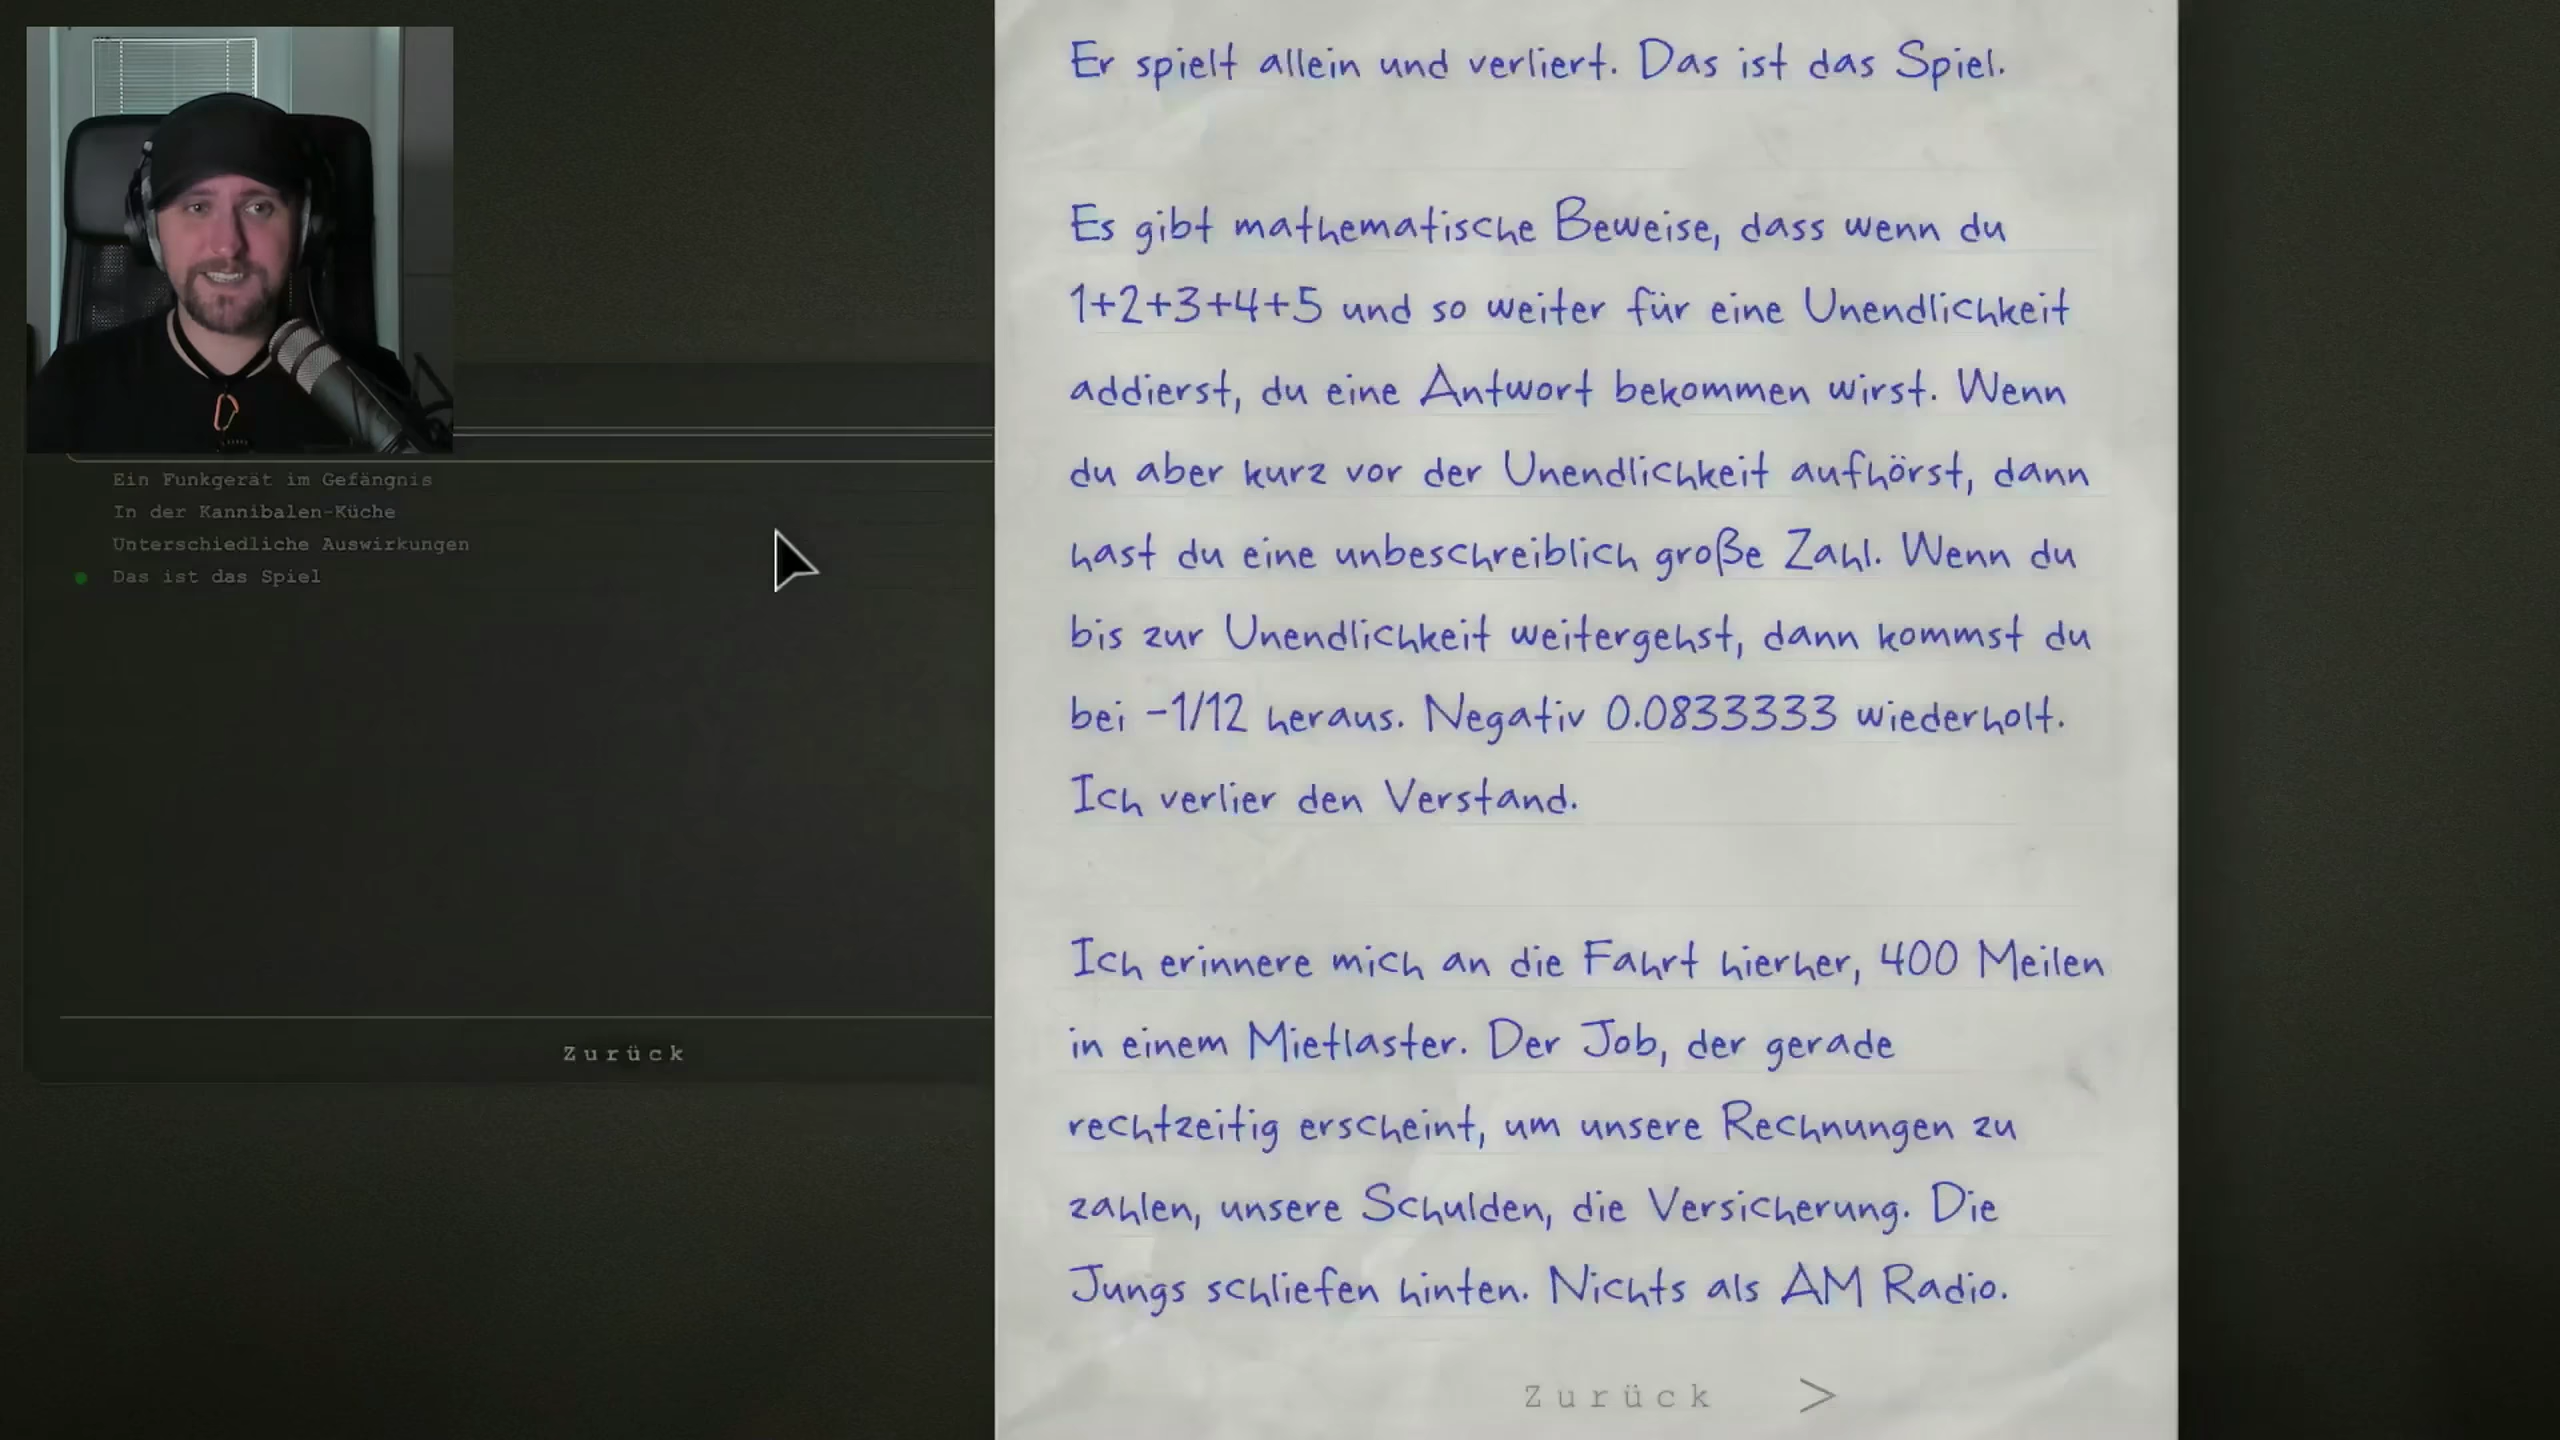 Ein Funkgerät im Gefängnis
In der Kannibalen-Küche
Unterschiedliche Auswirkungen
Das ist das Spiel
Zurück
Er spielt allein und verliert. Das ist das Spiel.
Es gibt mathematische Beweise, dass wenn du
1+2+3+4+5 und so weiter für eine Unendlichkeit
addierst, du eine Antwort bekommen wirst. Wenn
du aber kurz vor der Unendlichkeit aufhörst, dann
hast du eine unbeschreiblich große Zahl. Wenn du
bis zur Unendlichkeit weitergehst, dann kommst du
bei -1/12 heraus. Negativ 0.0833333 wiederholt.
Ich verlier den Verstand.
Ich erinnere mich an die Fahrt hierher, 400 Meilen
in einem Mietlaster. Der Job, der gerade
rechtzeitig erscheint, um unsere Rechnungen zu
zahlen, unsere Schulden, die Versicherung. Die
Jungs schliefen hinten. Nichts als AM Radio.
Zurück >